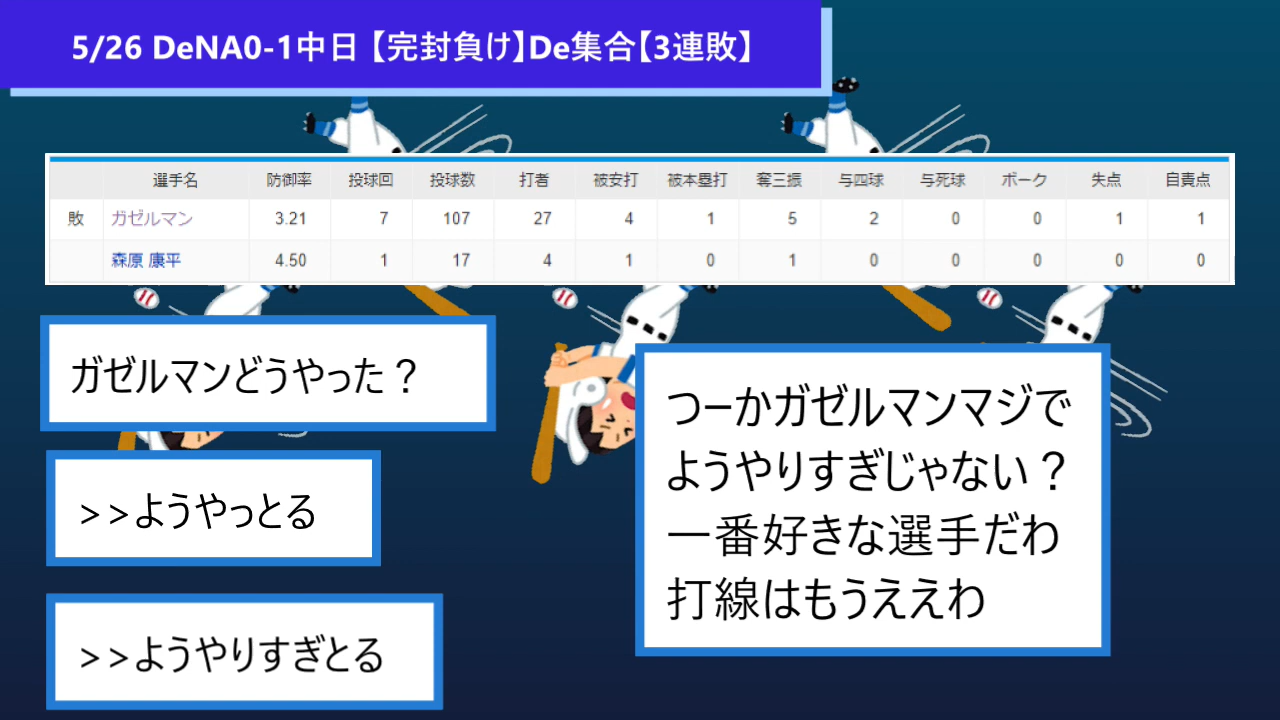 5/26 DeNA0-1中日【完封負け】De集合【3連敗】
選手名 防御率 投球回 投球数 打者 被安打 被本塁打 奪三振 与四球 与死球 ボーク 失点 自責点
敗 ガゼルマン 3.21 7 107 27 4 1 5 2 0 0 1 1
森原 康平 4.50 1 17 4 1 0 1 0 0 0 0 0
ガゼルマンどうやった？
>>ようやっとる
>>ようやりすぎとる
つーかガゼルマンマジで
ようやりすぎじゃない？
一番好きな選手だわ
打線はもうええわ